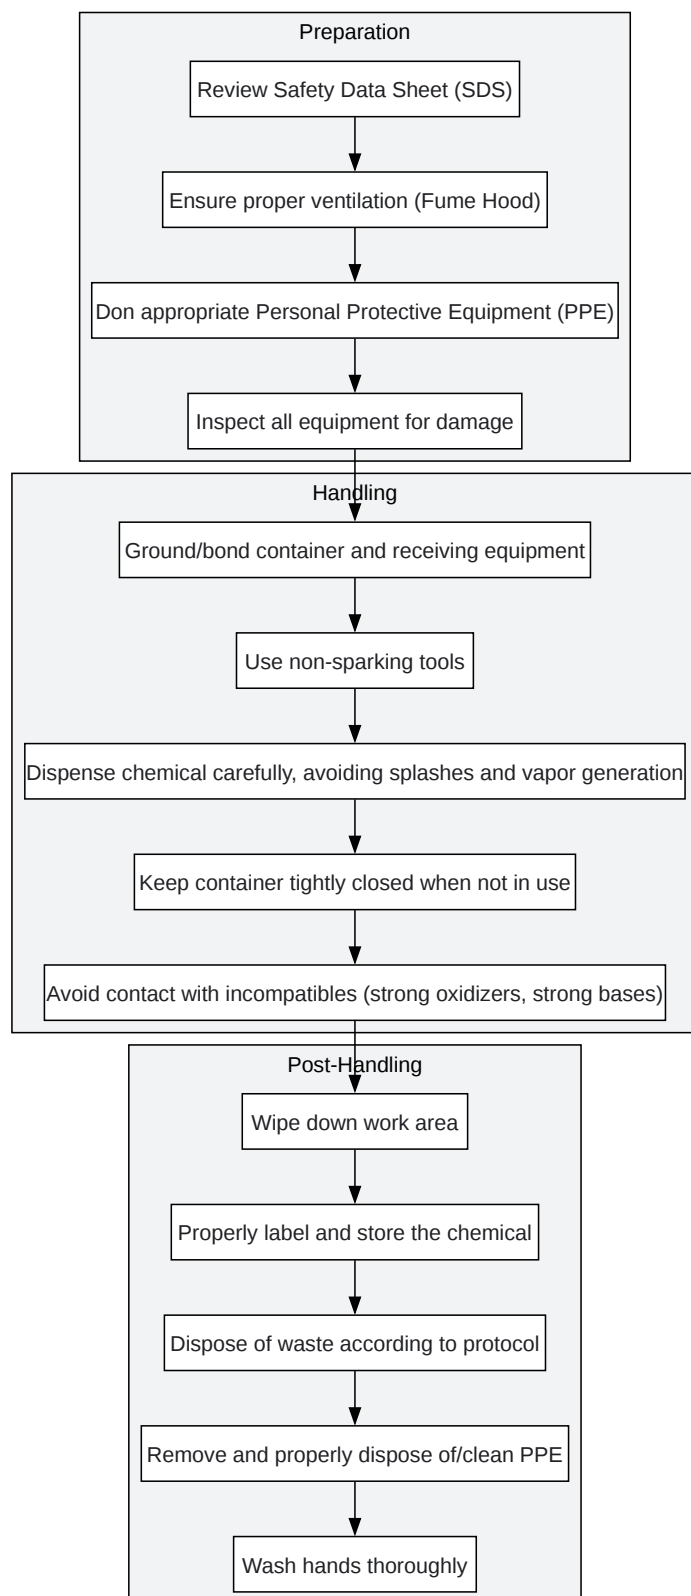 Preparation
Review Safety Data Sheet (SDS)
Ensure proper ventilation (Fume Hood)
Don appropriate Personal Protective Equipment (PPE)
Inspect all equipment for damage
Handling
Ground/bond container and receiving equipment
Use non-sparking tools
Dispense chemical carefully, avoiding splashes and vapor generation
Keep container tightly closed when not in use
Avoid contact with incompatibles (strong oxidizers, strong bases)
Post-Handling
Wipe down work area
Properly label and store the chemical
Dispose of waste according to protocol
Remove and properly dispose of/clean PPE
Wash hands thoroughly